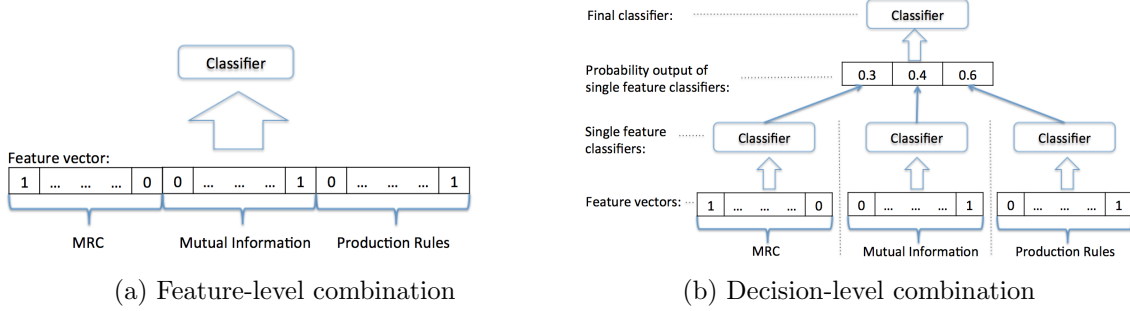 Classifier
Feature vector:
1 ... ... ... 0 0 ... ... ... 1 0 ... ... ... 1
MRC Mutual Information Production Rules
(a) Feature-level combination
Final classifier: Classifier
Probability output of
single feature classifiers:
0.3 0.4 0.6
Single feature
classifiers:
Classifier Classifier Classifier
Feature vectors: 1 ... ... ... 0 0 ... ... ... 1 0 ... ... ... 1
MRC Mutual Information Production Rules
(b) Decision-level combination